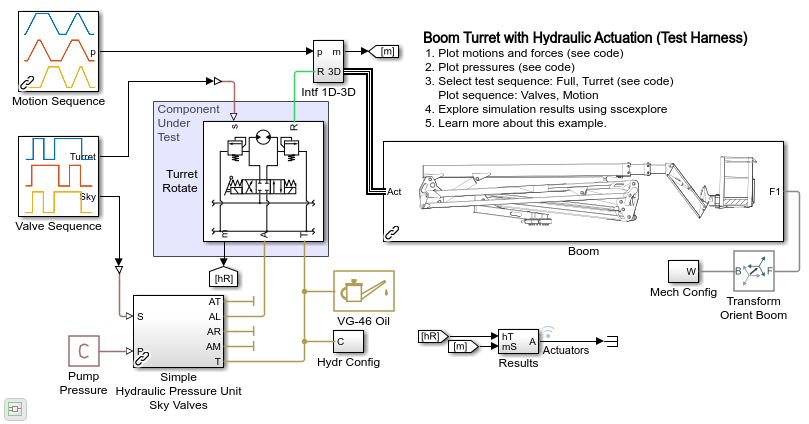 Boom Turret with Hydraulic Actuation (Test Harness)
1. Plot motions and forces (see code)
2. Plot pressures (see code)
3. Select test sequence: Full, Turret (see code)
Plot sequence: Valves, Motion
4. Explore simulation results using sscexplore
5. Learn more about this example.
p
Motion Sequence
p m
R 3D
Intf 1D-3D
[m]
Component
Under
Test
Turret
Sky
Valve Sequence
S
R
Turret
Rotate
m
A
T
[hR]
Act
F1
Boom
W
Mech Config
B F
Transform
Orient Boom
S
P
AT
AL
AR
AM
T
C
Pump
Pressure
Simple
Hydraulic Pressure Unit
Sky Valves
VG-46 Oil
C
Hydr Config
[hR]
[m]
hT
mS
A
Results
Actuators